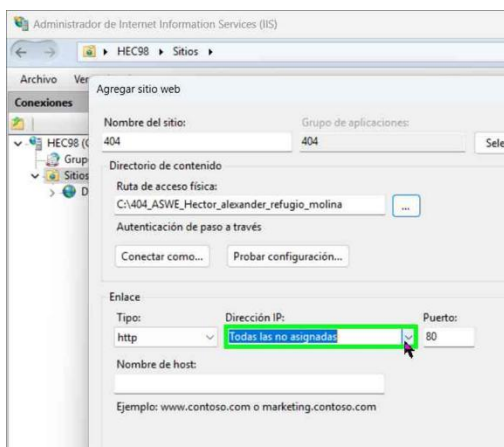 Administrador de Internet Information Services (IIS)
HEC98 Sitios
Archivo Ver
Agregar sitio web
Conexiones
Nombre del sitio: Grupo de aplicaciones:
404 404 Sele
HEC98 (
Grup
Sitios
D
Directorio de contenido
Ruta de acceso física:
C:\404_ASWE_Hector_alexander_refugio_molina ...
Autenticación de paso a través
Conectar como... Probar configuración...
Enlace
Tipo: Dirección IP: Puerto:
http Todas las no asignadas 80
Nombre de host:
Ejemplo: www.contoso.com o marketing.contoso.com